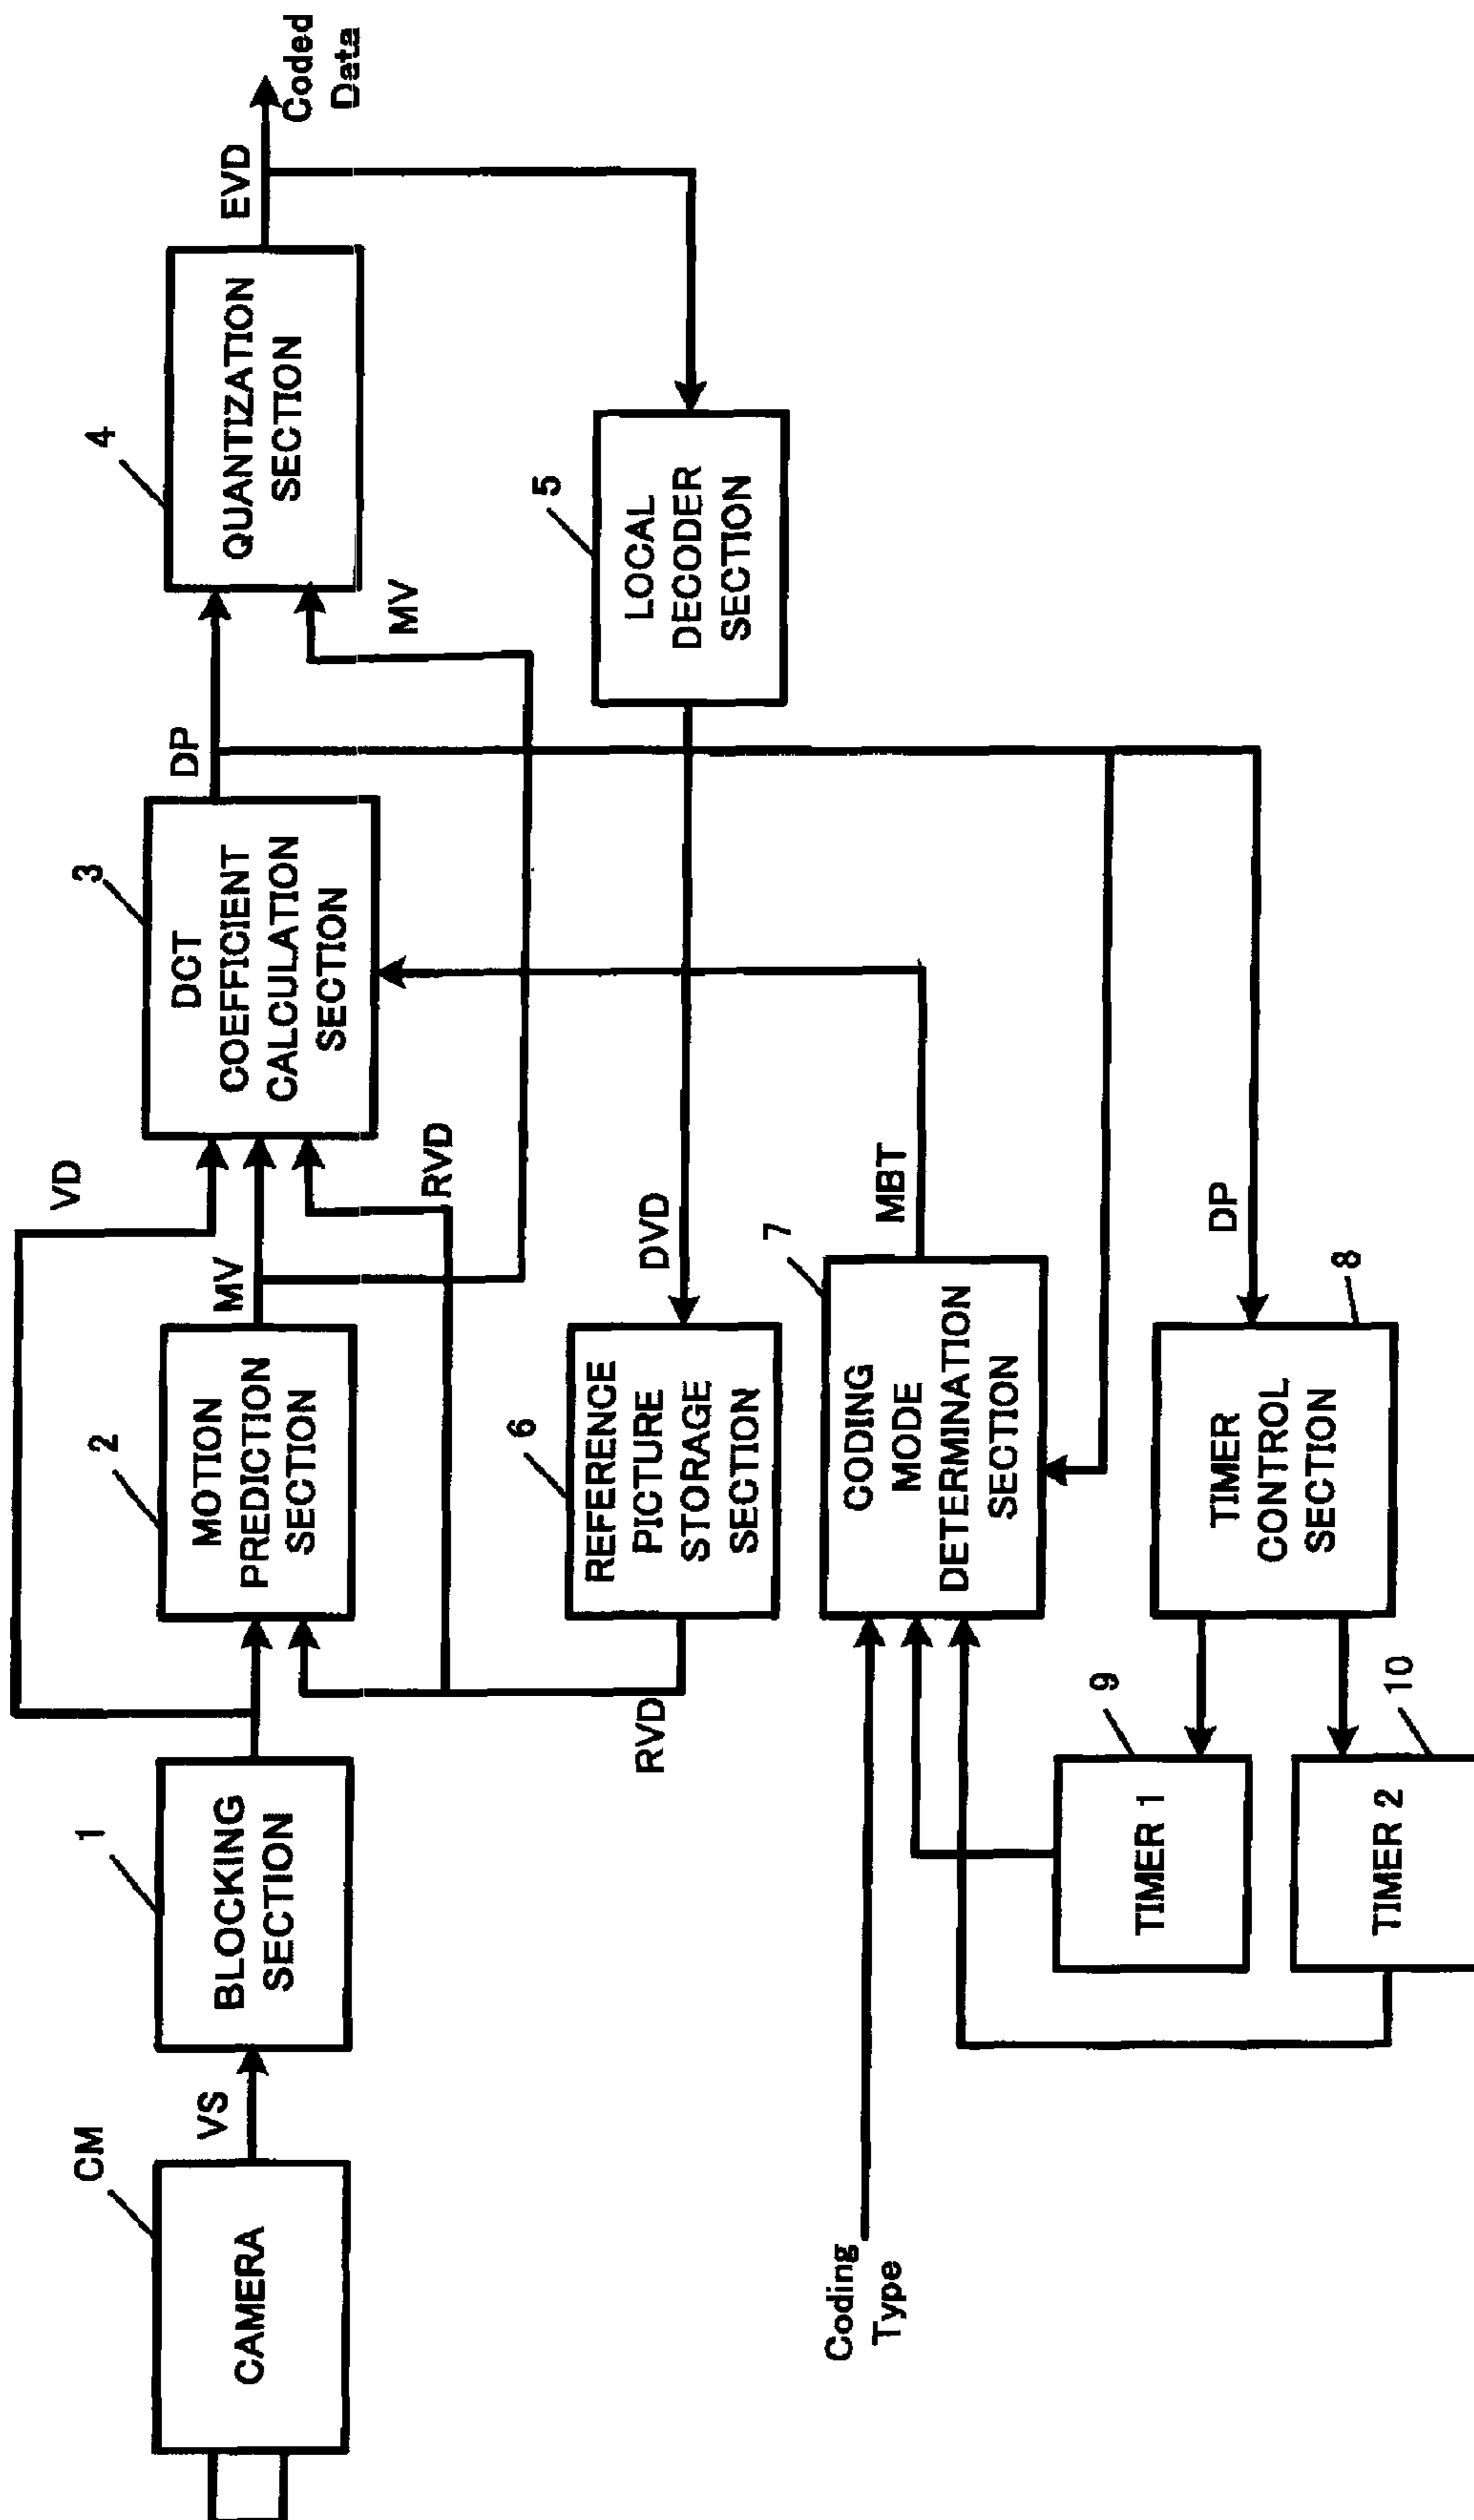 CM
CAMERA
VS
1
BLOCKING
SECTION
VD
2
MOTION
PREDICTION
SECTION
MV
RVD
3
DCT
COEFFICIENT
CALCULATION
SECTION
DP
MV
4
QUANTIZATION
SECTION
EVD
Coded
Data
5
LOCAL
DECODER
SECTION
DVD
6
REFERENCE
PICTURE
STORAGE
SECTION
RVD
Coding
Type
7
CODING
MODE
DETERMINATION
SECTION
MBT
DP
8
TIMER
CONTROL
SECTION
9
TIMER 1
10
TIMER 2